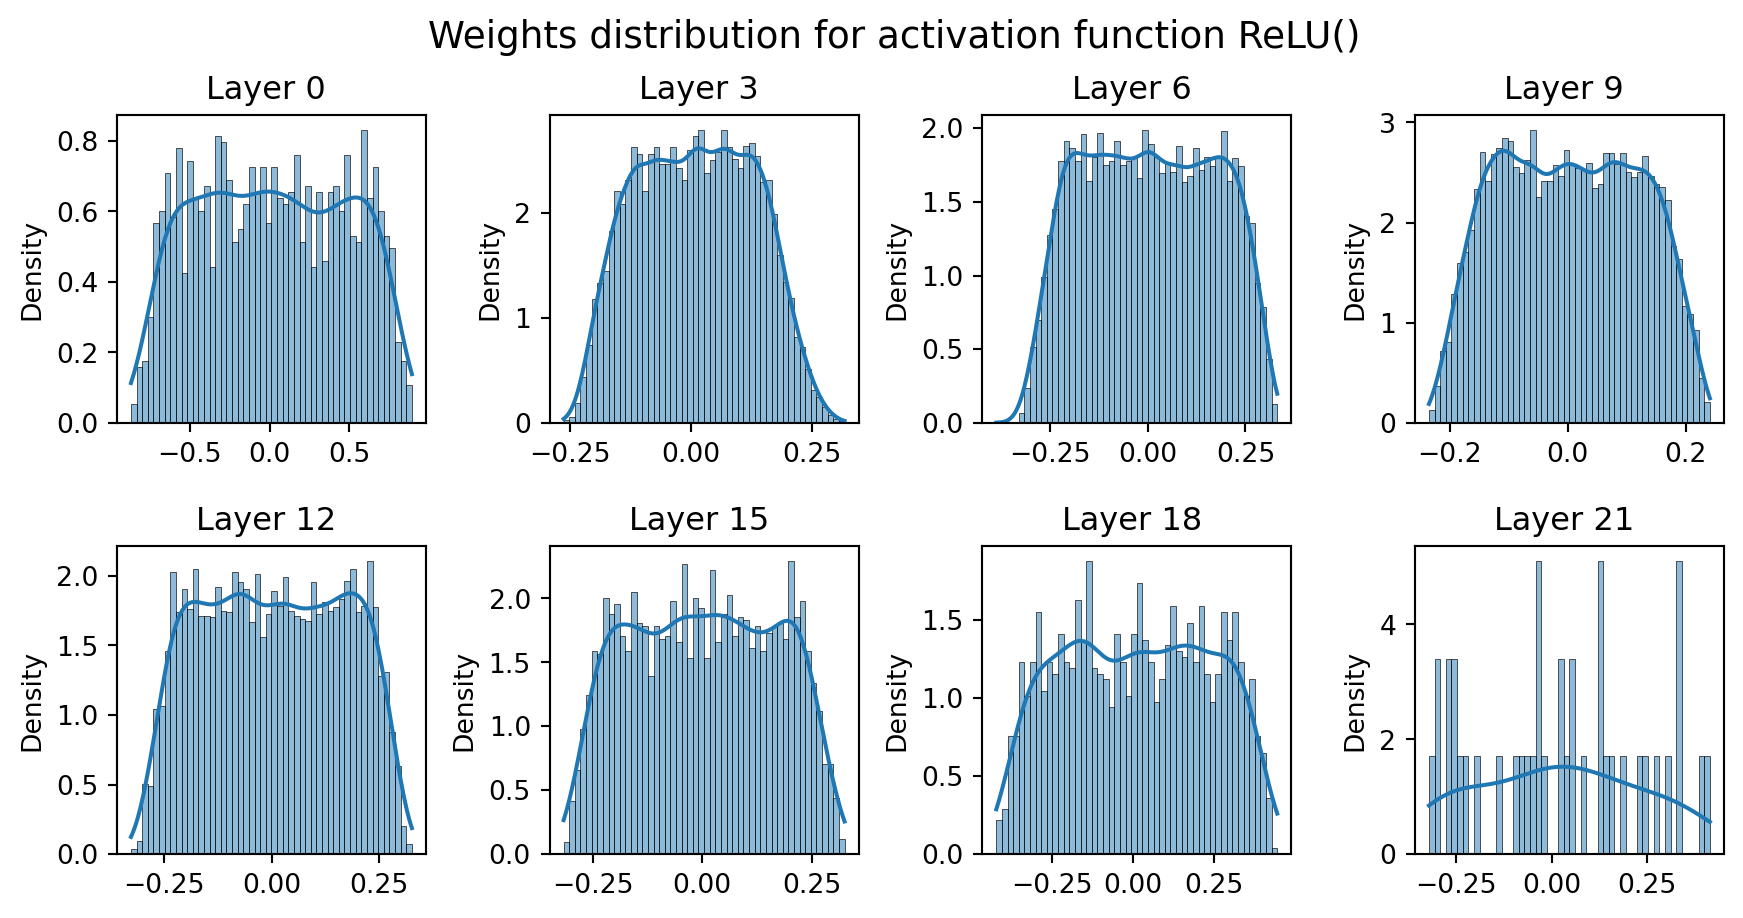 Weights distribution for activation function ReLU()
Layer 0
Layer 3
Layer 6
Layer 9
Density
0.8
0.6
0.4
0.2
0.0
−0.5 0.0 0.5
Density
2
1
0
−0.25 0.00 0.25
Density
2.0
1.5
1.0
0.5
0.0
−0.25 0.00 0.25
Density
3
2
1
0
−0.2 0.0 0.2
Layer 12
Layer 15
Layer 18
Layer 21
Density
2.0
1.5
1.0
0.5
0.0
−0.25 0.00 0.25
Density
2.0
1.5
1.0
0.5
0.0
−0.25 0.00 0.25
Density
1.5
1.0
0.5
0.0
−0.25 0.00 0.25
Density
4
2
0
−0.25 0.00 0.25